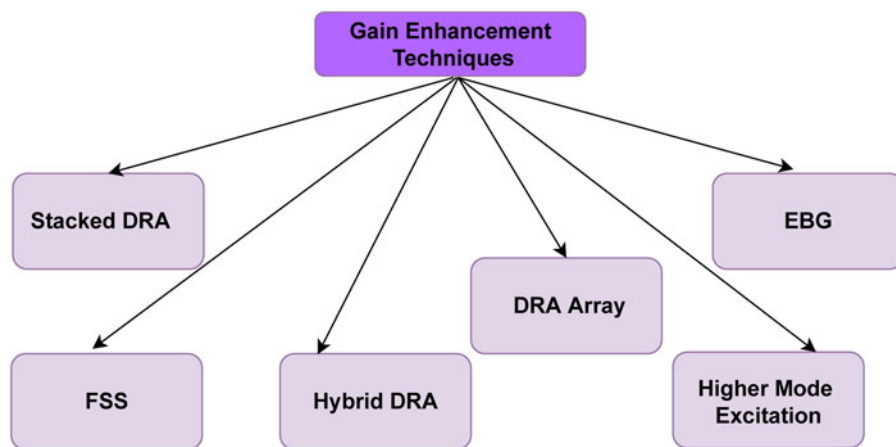 Gain Enhancement
Techniques
Stacked DRA
EBG
DRA Array
FSS
Hybrid DRA
Higher Mode
Excitation